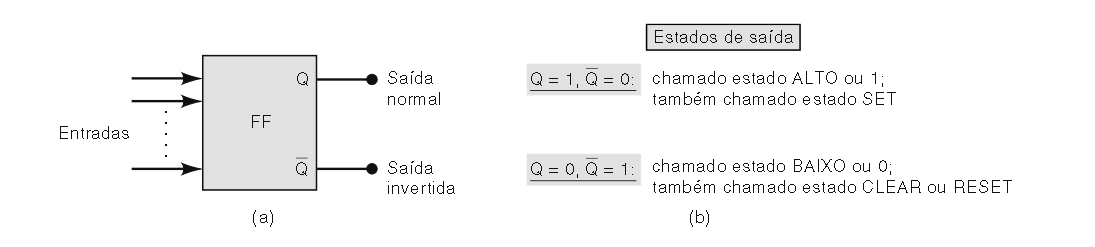 Entradas
FF
Q
Q̅
Saída
normal
Saída
invertida
(a)
Estados de saída
Q = 1, Q̅ = 0: chamado estado ALTO ou 1;
também chamado estado SET
Q = 0, Q̅ = 1: chamado estado BAIXO ou 0;
também chamado estado CLEAR ou RESET
(b)